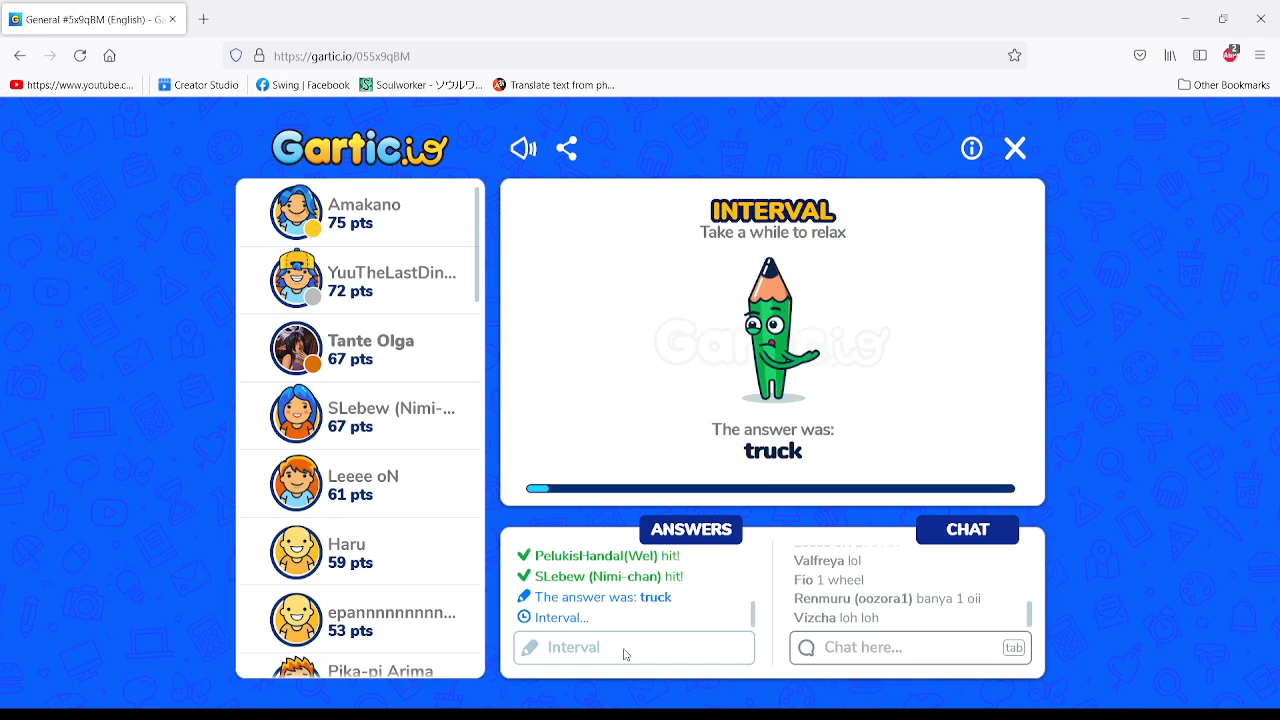 General #5x9qBM (English) - Ga
https://gartic.io/055x9qBM
2
https://www.youtube.c...
Creator Studio
Swing | Facebook
Soulworker - ソウルワ...
Translate text from ph...
Other Bookmarks
Gartic.io
Amakano
75 pts
YuuTheLastDin...
72 pts
Tante Olga
67 pts
SLebew (Nimi-...
67 pts
Leeee oN
61 pts
Haru
59 pts
epannnnnnnnn...
53 pts
Pika-pi Arima
INTERVAL
Take a while to relax
The answer was:
truck
ANSWERS
PelukisHandal(Wel) hit!
SLebew (Nimi-chan) hit!
The answer was: truck
Interval...
Interval
CHAT
Valfreya lol
Fio 1 wheel
Renmuru (oozora1) banya 1 oii
Vizcha loh loh
Chat here...
tab